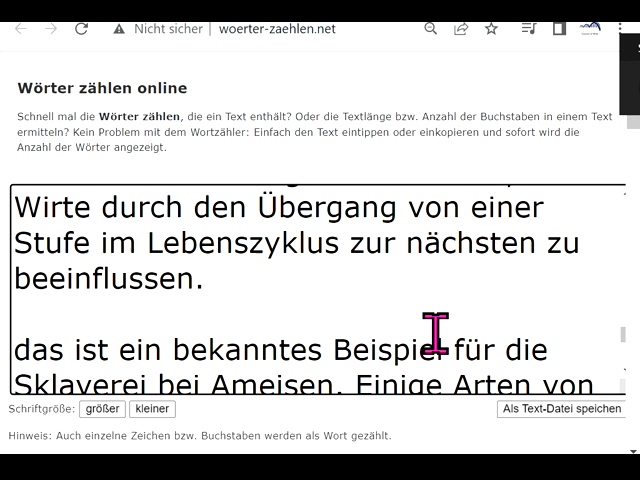 Nicht sicher | woerter-zaehlen.net
Wörter zählen online
Schnell mal die Wörter zählen, die ein Text enthält? Oder die Textlänge bzw. Anzahl der Buchstaben in einem Text
ermitteln? Kein Problem mit dem Wortzähler: Einfach den Text eintippen oder einkopieren und sofort wird die
Anzahl der Wörter angezeigt.
Wirte durch den Übergang von einer
Stufe im Lebenszyklus zur nächsten zu
beeinflussen.
das ist ein bekanntes Beispiel für die
Sklaverei bei Ameisen. Einige Arten von
Schriftgröße: größer kleiner Als Text-Datei speichen
Hinweis: Auch einzelne Zeichen bzw. Buchstaben werden als Wort gezählt.